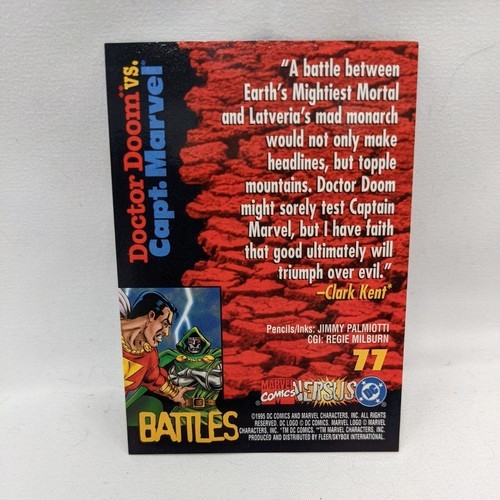 Doctor Doom™ vs.
Capt. Marvel®
“A battle between
Earth's Mightiest Mortal
and Latveria's mad monarch
would not only make
headlines, but topple
mountains. Doctor Doom
might sorely test Captain
Marvel, but I have faith
that good ultimately will
triumph over evil.”
–Clark Kent*
Pencils/Inks: JIMMY PALMIOTTI
CGI: REGIE MILBURN
77
MARVEL COMICS VERSUS DC
BATTLES
©1995 DC COMICS AND MARVEL CHARACTERS, INC. ALL RIGHTS
RESERVED. DC LOGO © DC COMICS. MARVEL LOGO © MARVEL
CHARACTERS, INC. *TM DC COMICS. **TM MARVEL CHARACTERS, INC.
PRODUCED AND DISTRIBUTED BY FLEER/SKYBOX INTERNATIONAL.